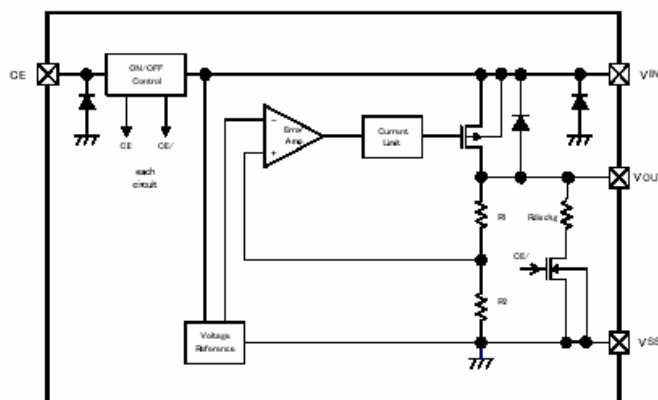 CE
ON/OFF
Control
VIN
CE
CE/
each
circuit
−
Error
Amp.
+
Current
Limit
VOU
R1
Rdischg
CE/
R2
Voltage
Reference
VSS